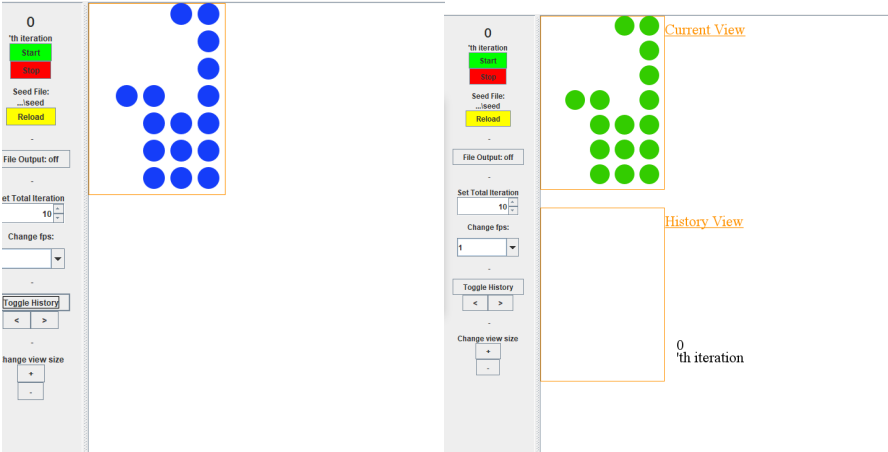 0
'th iteration
Start
Stop
Seed File:
...\seed
Reload
-
File Output: off
-
et Total Iteration
10
Change fps:
-
Toggle History
< >
-
hange view size
+
-
0
'th iteration
Start
Stop
Seed File:
...\seed
Reload
-
File Output: off
-
Set Total Iteration
10
Change fps:
1
-
Toggle History
< >
-
Change view size
+
-
Current View
History View
0
'th iteration